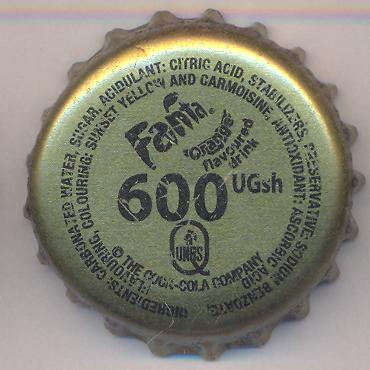 INGREDIENTS: CARBONATED WATER, SUGAR, ACIDULANT: CITRIC ACID, STABILIZERS, PRESERVATIVE: SODIUM BENZOATE,
FLAVOURING, COLOURING: SUNSET YELLOW AND CARMOISINE, ANTIOXIDANT: ASCORBIC ACID
Fanta
Orange
flavoured
drink
600 UGsh
UNBS
Q
© THE COCA-COLA COMPANY